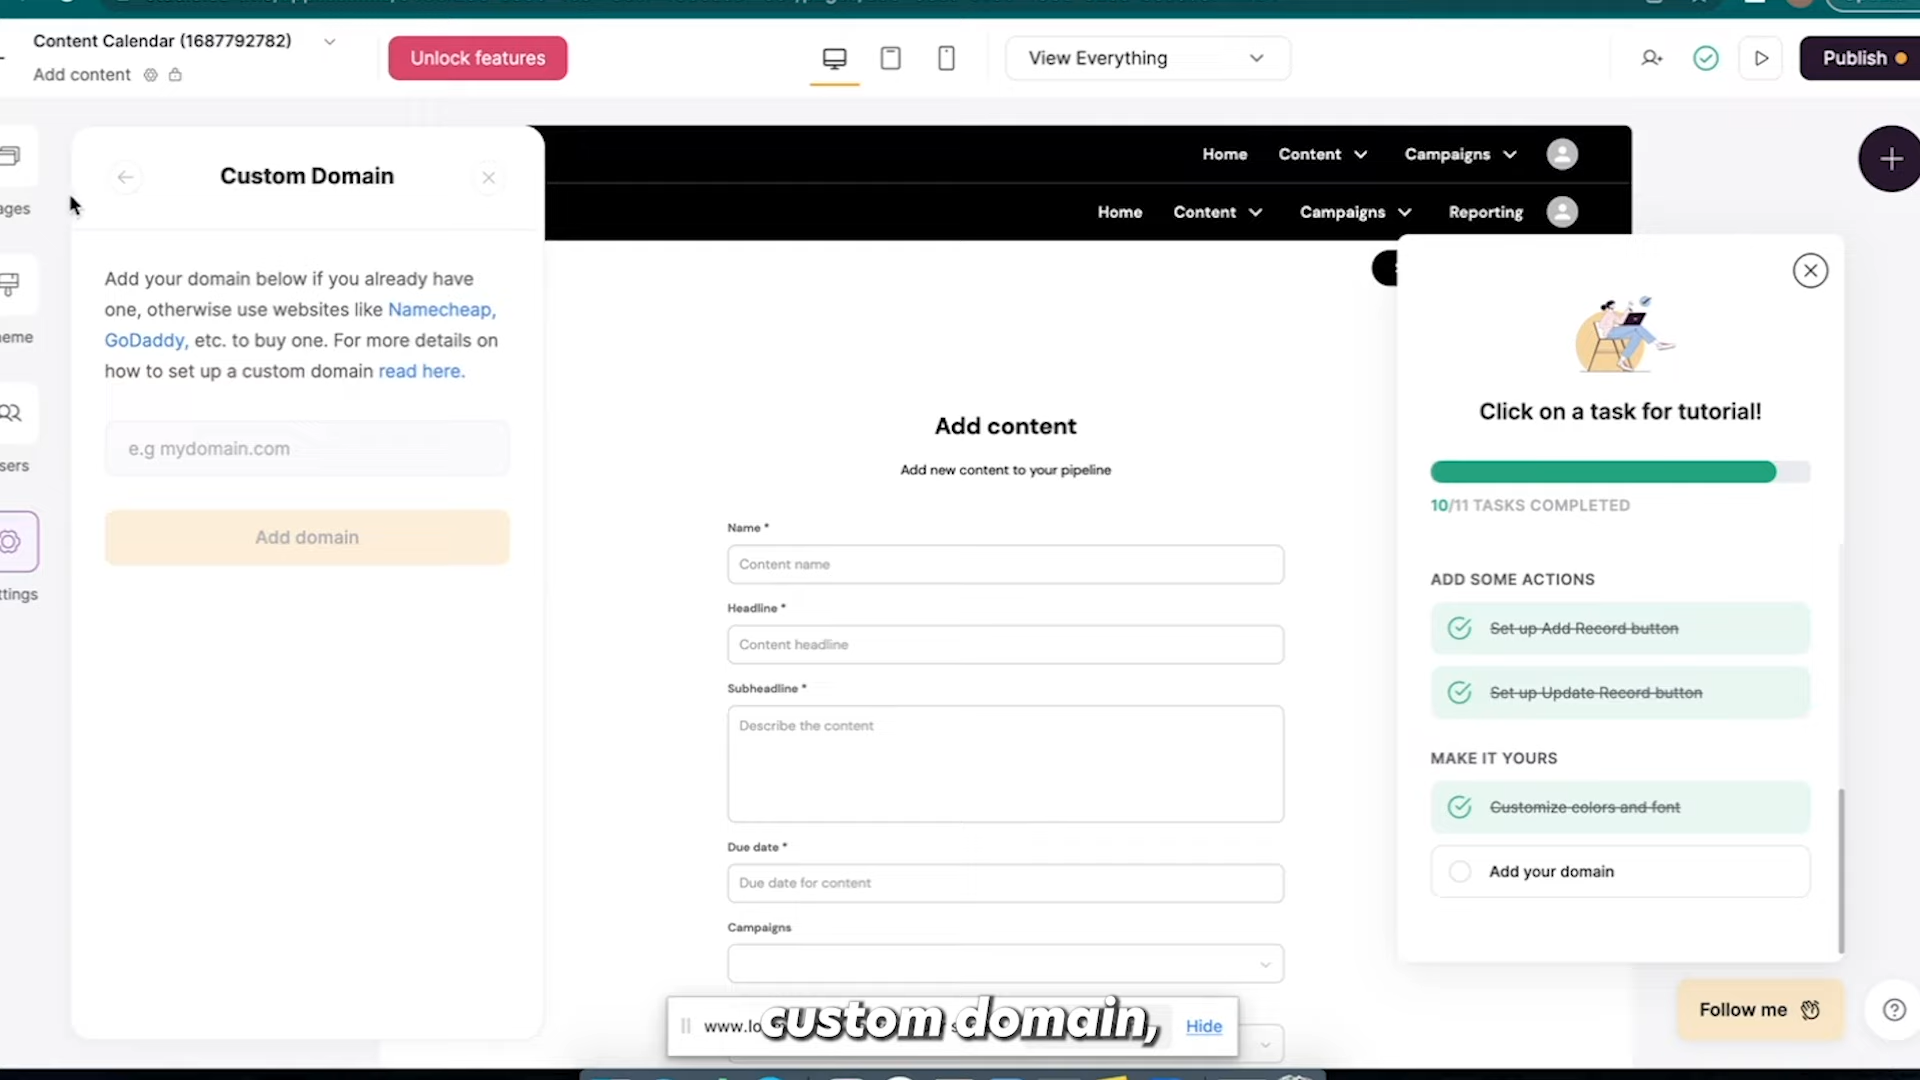 Content Calendar (1687792782)
Add content
Unlock features
View Everything
Publish
Custom Domain
Add your domain below if you already have
one, otherwise use websites like Namecheap,
GoDaddy, etc. to buy one. For more details on
how to set up a custom domain read here.
e.g mydomain.com
Add domain
ages
eme
sers
ttings
Home Content Campaigns
Home Content Campaigns Reporting
Add content
Add new content to your pipeline
Name *
Content name
Headline *
Content headline
Subheadline *
Describe the content
Due date *
Due date for content
Campaigns
Click on a task for tutorial!
10/11 TASKS COMPLETED
ADD SOME ACTIONS
Set up Add Record button
Set up Update Record button
MAKE IT YOURS
Customize colors and font
Add your domain
Follow me
www.lo
custom domain,
Hide